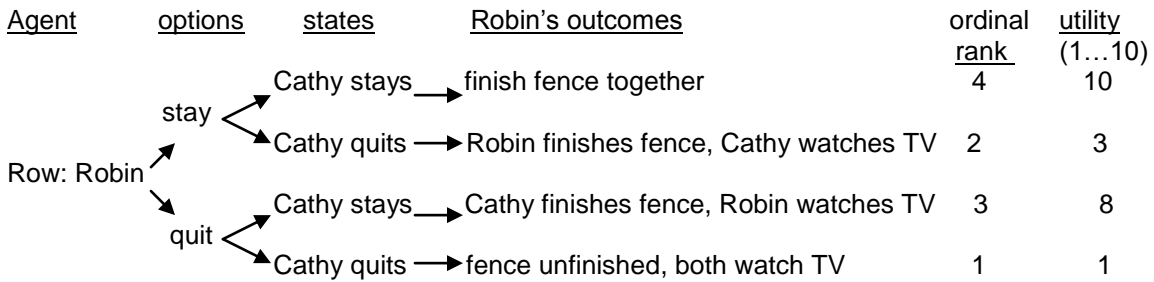 Agent options states Robin's outcomes ordinal utility
rank (1…10)
Cathy stays finish fence together 4 10
stay
Cathy quits Robin finishes fence, Cathy watches TV 2 3
Row: Robin
Cathy stays Cathy finishes fence, Robin watches TV 3 8
quit
Cathy quits fence unfinished, both watch TV 1 1